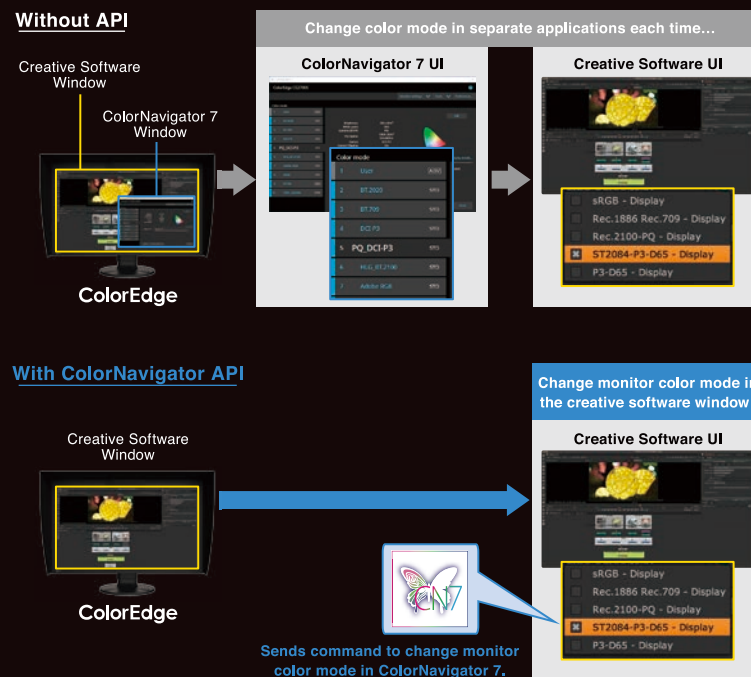 Without API
Change color mode in separate applications each time…
Creative Software
Window
ColorNavigator 7
Window
ColorEdge
ColorNavigator 7 UI
Color mode
1 User
2 BT.2020
3 BT.709
4 DCI-P3
5 PQ_DCI-P3
6 HLG_BT.2100
7 Adobe RGB
Creative Software UI
sRGB - Display
Rec.1886 Rec.709 - Display
Rec.2100-PQ - Display
ST2084-P3-D65 - Display
P3-D65 - Display
With ColorNavigator API
Change monitor color mode in
the creative software window
Creative Software
Window
ColorEdge
CN7
Sends command to change monitor
color mode in ColorNavigator 7.
Creative Software UI
sRGB - Display
Rec.1886 Rec.709 - Display
Rec.2100-PQ - Display
ST2084-P3-D65 - Display
P3-D65 - Display